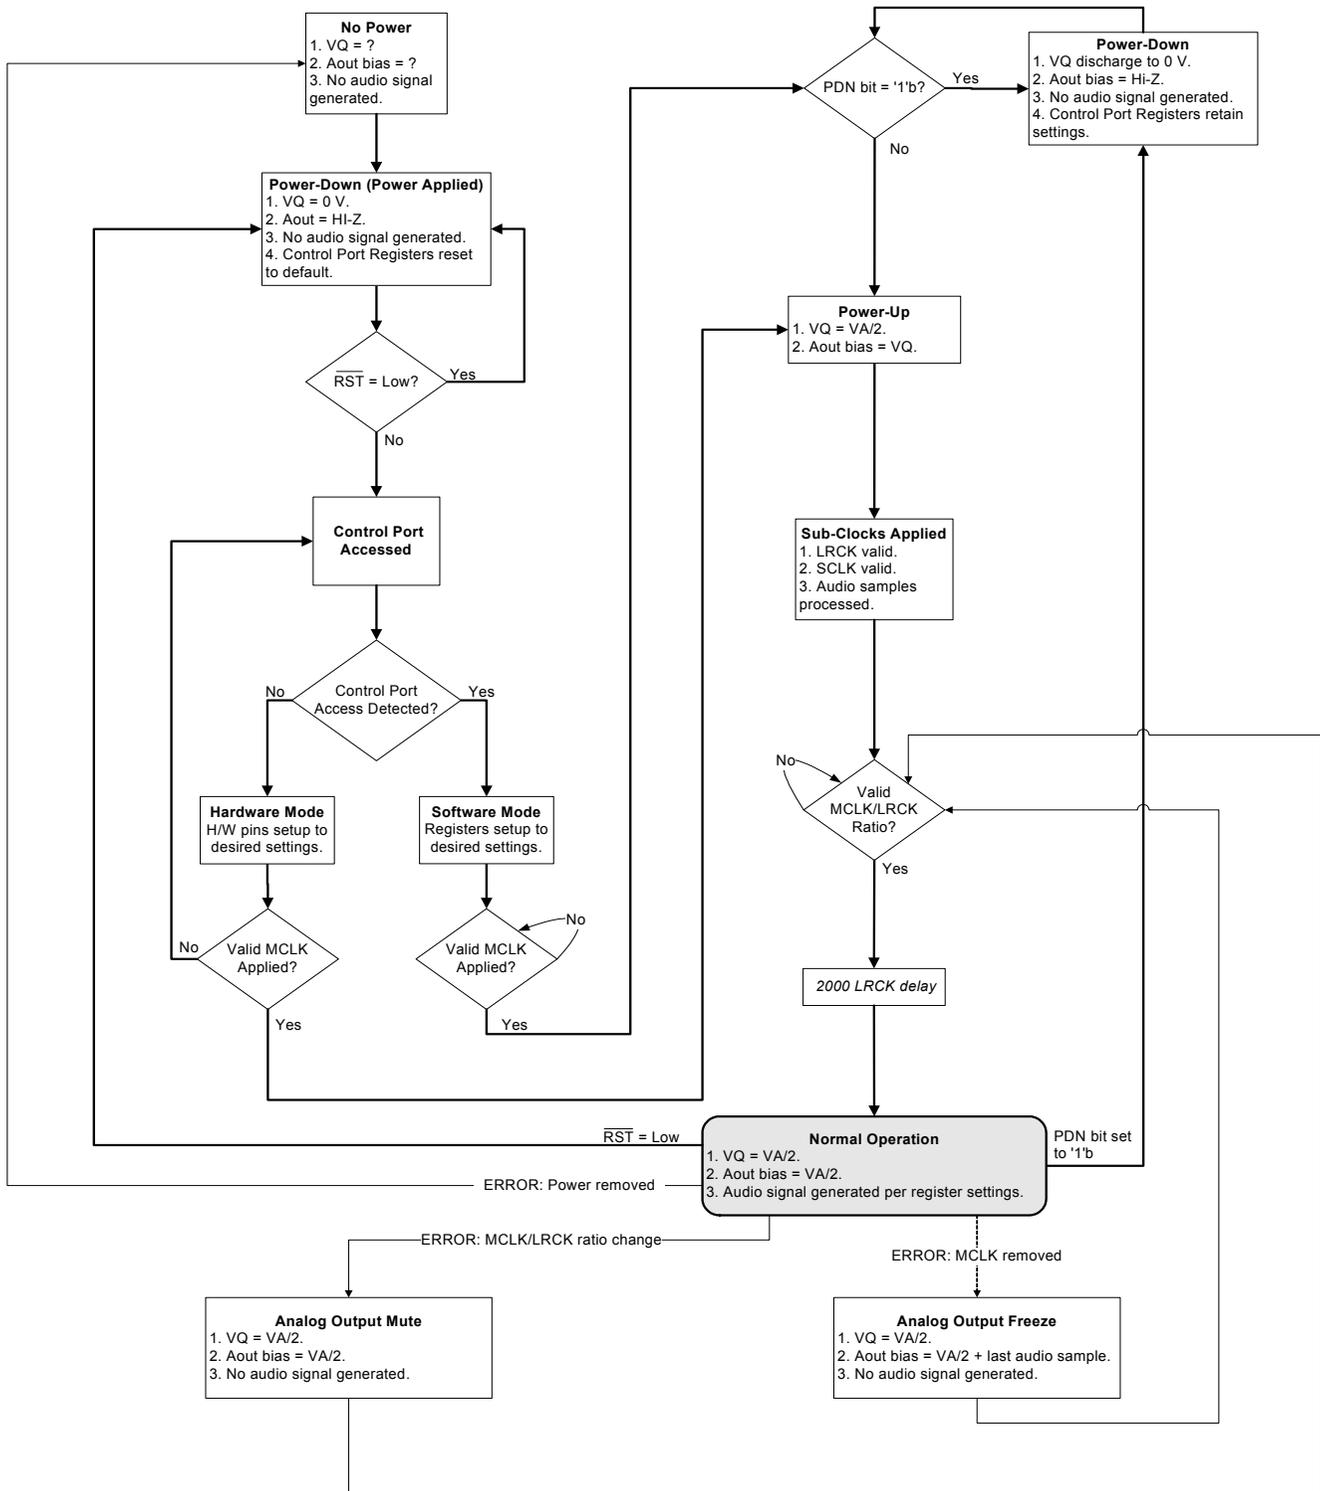 No Power
1. VQ = ?
2. Aout bias = ?
3. No audio signal
generated.
Power-Down (Power Applied)
1. VQ = 0 V.
2. Aout = HI-Z.
3. No audio signal generated.
4. Control Port Registers reset
to default.
RST = Low?
Yes
No
Control Port
Accessed
Control Port
Access Detected?
No
Yes
Hardware Mode
H/W pins setup to
desired settings.
Software Mode
Registers setup to
desired settings.
Valid MCLK
Applied?
No
Yes
Valid MCLK
Applied?
No
Yes
PDN bit = '1'b?
Yes
No
Power-Down
1. VQ discharge to 0 V.
2. Aout bias = Hi-Z.
3. No audio signal generated.
4. Control Port Registers retain
settings.
Power-Up
1. VQ = VA/2.
2. Aout bias = VQ.
Sub-Clocks Applied
1. LRCK valid.
2. SCLK valid.
3. Audio samples
processed.
No
Valid
MCLK/LRCK
Ratio?
Yes
2000 LRCK delay
Normal Operation
1. VQ = VA/2.
2. Aout bias = VA/2.
3. Audio signal generated per register settings.
RST = Low
PDN bit set
to '1'b
ERROR: Power removed
ERROR: MCLK/LRCK ratio change
ERROR: MCLK removed
Analog Output Mute
1. VQ = VA/2.
2. Aout bias = VA/2.
3. No audio signal generated.
Analog Output Freeze
1. VQ = VA/2.
2. Aout bias = VA/2 + last audio sample.
3. No audio signal generated.